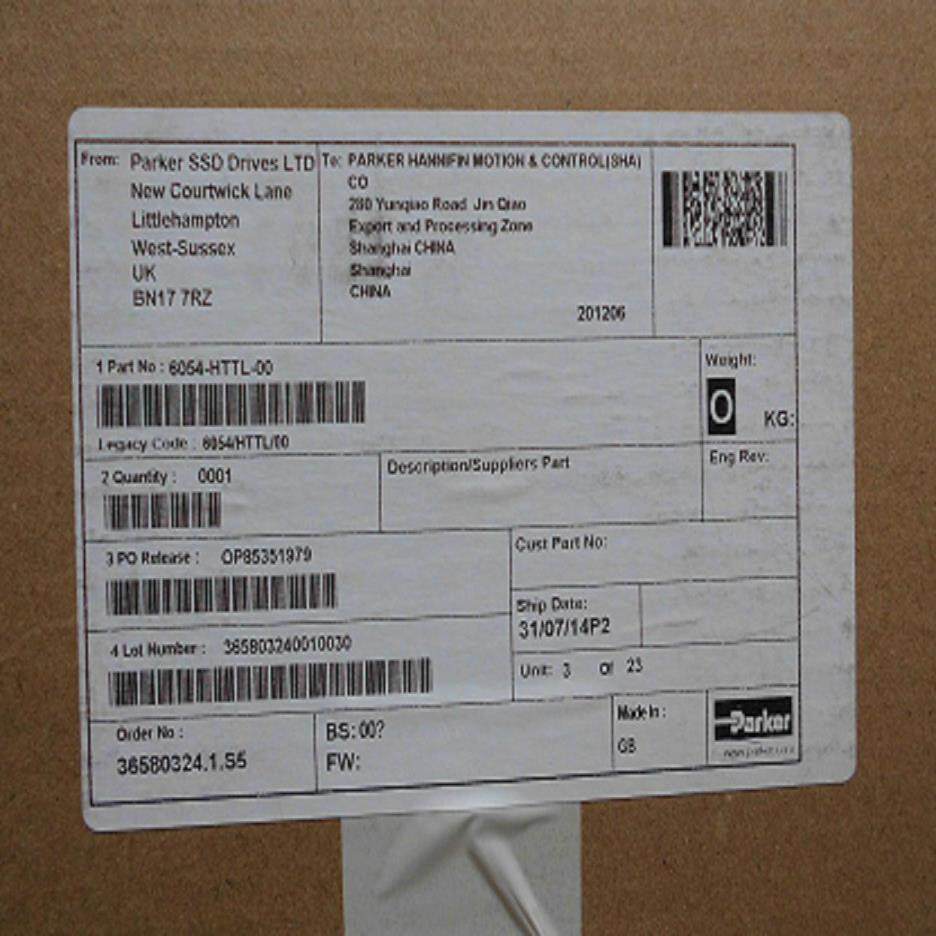 From: Parker SSD Drives LTD
New Courtwick Lane
Littlehampton
West-Sussex
UK
BN17 7RZ
To: PARKER HANNIFIN MOTION & CONTROL(SHA)
CO
280 Yunqiao Road Jin Qiao
Export and Processing Zone
Shanghai CHINA
Shanghai
CHINA
201206
1 Part No : 6054-HTTL-00
Legacy Code : 6054/HTTL/00
Weight:
0 KG:
2 Quantity : 0001
Description/Suppliers Part
Eng Rev:
3 PO Release : OP85351979
Cust Part No:
Ship Date:
31/07/14P2
4 Lot Number : 365803240010030
Unit: 3 Of 23
Order No :
36580324.1.S5
BS:00?
FW:
Made In :
GB
Parker